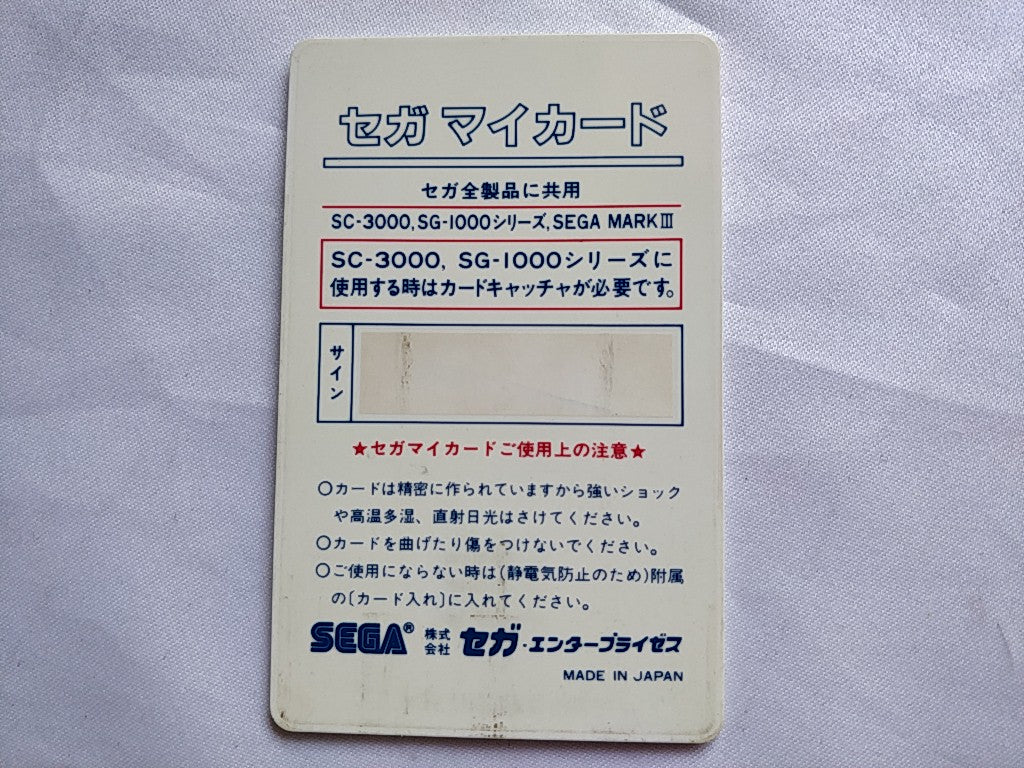 セガ マイカード
セガ全製品に共用
SC-3000, SG-1000シリーズ, SEGA MARKⅢ
SC-3000, SG-1000シリーズに
使用する時はカードキャッチャが必要です。
サイン
★セガマイカードご使用上の注意★
○カードは精密に作られていますから強いショック
や高温多湿、直射日光はさけてください。
○カードを曲げたり傷をつけないでください。
○ご使用にならない時は(静電気防止のため)附属
の〔カード入れ〕に入れてください。
SEGA® 株式会社 セガ・エンタープライゼス
MADE IN JAPAN